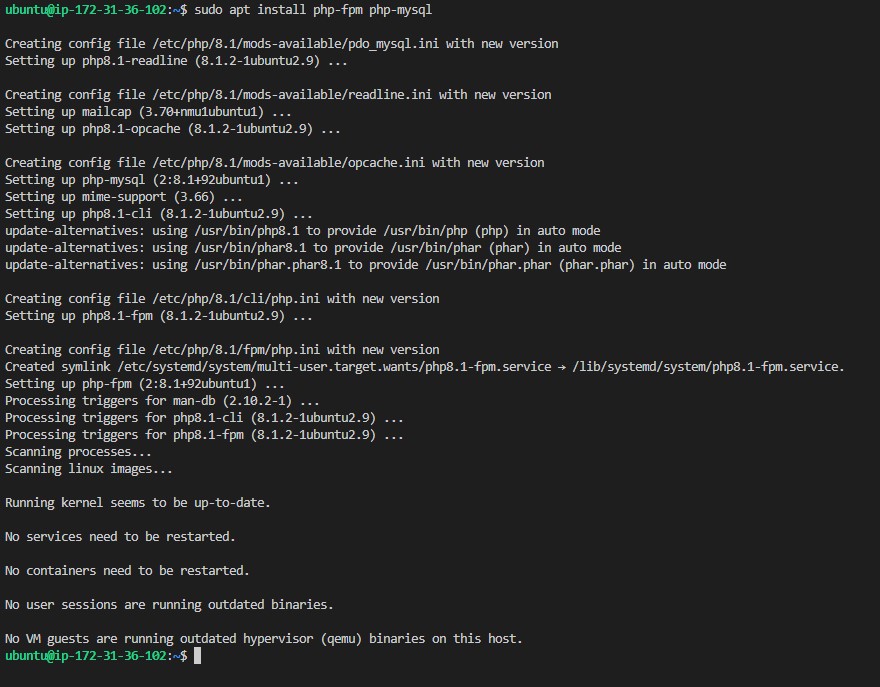 ubuntu@ip-172-31-36-102:~$ sudo apt install php-fpm php-mysql
Creating config file /etc/php/8.1/mods-available/pdo_mysql.ini with new version
Setting up php8.1-readline (8.1.2-1ubuntu2.9) ...
Creating config file /etc/php/8.1/mods-available/readline.ini with new version
Setting up mailcap (3.70+nmu1ubuntu1) ...
Setting up php8.1-opcache (8.1.2-1ubuntu2.9) ...
Creating config file /etc/php/8.1/mods-available/opcache.ini with new version
Setting up php-mysql (2:8.1+92ubuntu1) ...
Setting up mime-support (3.66) ...
Setting up php8.1-cli (8.1.2-1ubuntu2.9) ...
update-alternatives: using /usr/bin/php8.1 to provide /usr/bin/php (php) in auto mode
update-alternatives: using /usr/bin/phar8.1 to provide /usr/bin/phar (phar) in auto mode
update-alternatives: using /usr/bin/phar.phar8.1 to provide /usr/bin/phar.phar (phar.phar) in auto mode
Creating config file /etc/php/8.1/cli/php.ini with new version
Setting up php8.1-fpm (8.1.2-1ubuntu2.9) ...
Creating config file /etc/php/8.1/fpm/php.ini with new version
Created symlink /etc/systemd/system/multi-user.target.wants/php8.1-fpm.service → /lib/systemd/system/php8.1-fpm.service.
Setting up php-fpm (2:8.1+92ubuntu1) ...
Processing triggers for man-db (2.10.2-1) ...
Processing triggers for php8.1-cli (8.1.2-1ubuntu2.9) ...
Processing triggers for php8.1-fpm (8.1.2-1ubuntu2.9) ...
Scanning processes...
Scanning linux images...
Running kernel seems to be up-to-date.
No services need to be restarted.
No containers need to be restarted.
No user sessions are running outdated binaries.
No VM guests are running outdated hypervisor (qemu) binaries on this host.
ubuntu@ip-172-31-36-102:~$